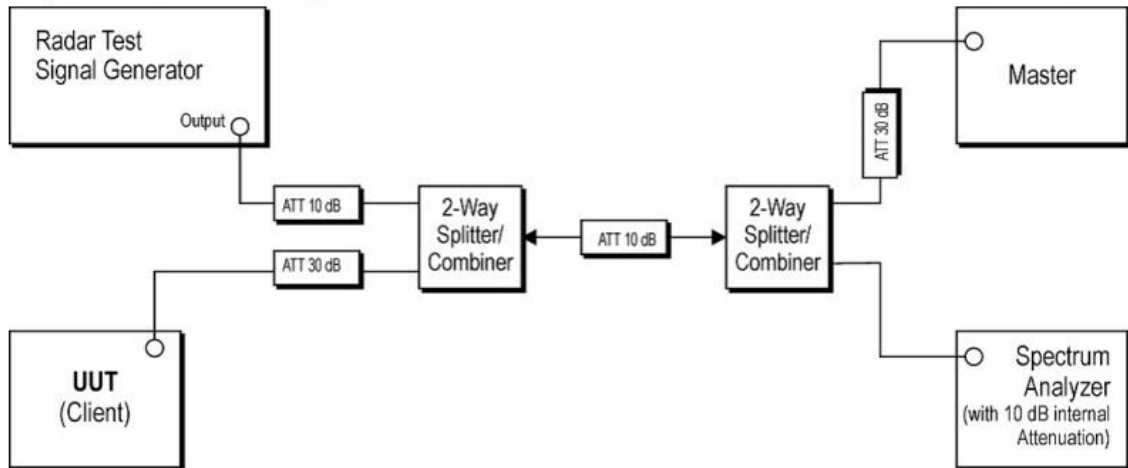 Radar Test
Signal Generator
Output
ATT 10 dB
ATT 30 dB
2-Way
Splitter/
Combiner
ATT 10 dB
2-Way
Splitter/
Combiner
ATT 30 dB
Master
UUT
(Client)
Spectrum
Analyzer
(with 10 dB internal
Attenuation)